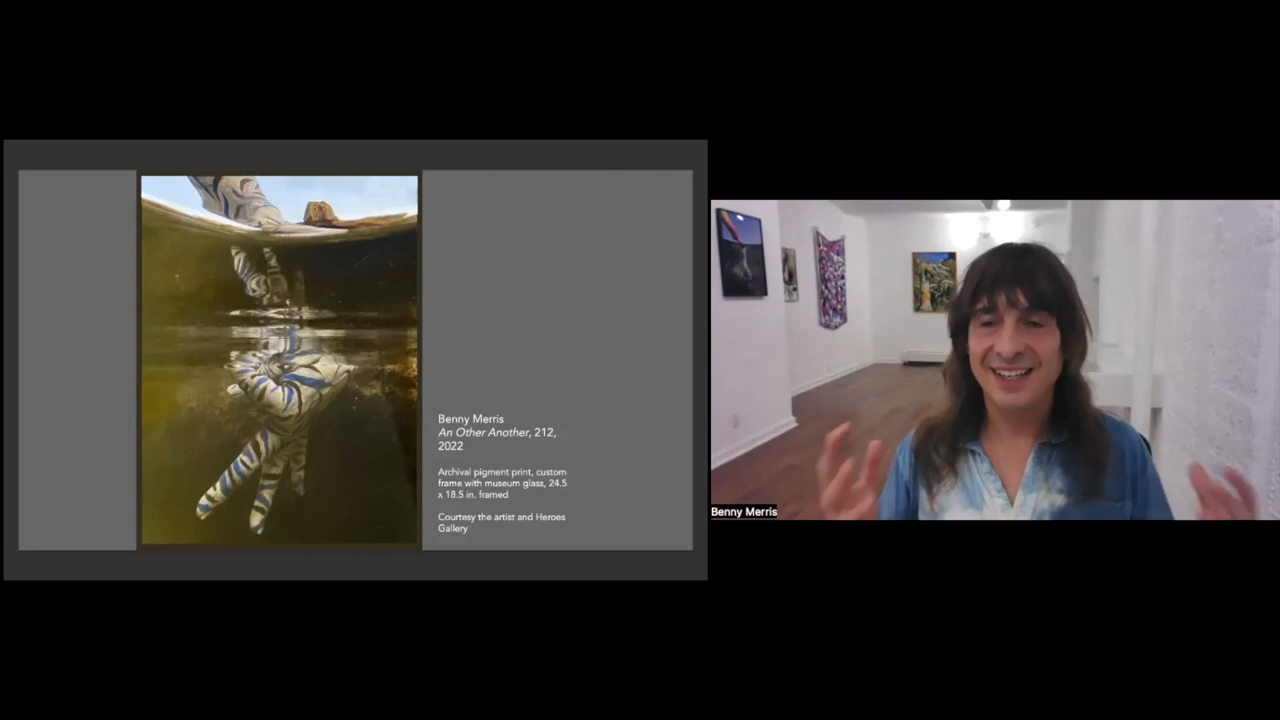 Benny Merris
An Other Another, 212,
2022
Archival pigment print, custom
frame with museum glass, 24.5
x 18.5 in. framed
Courtesy the artist and Heroes
Gallery
Benny Merris